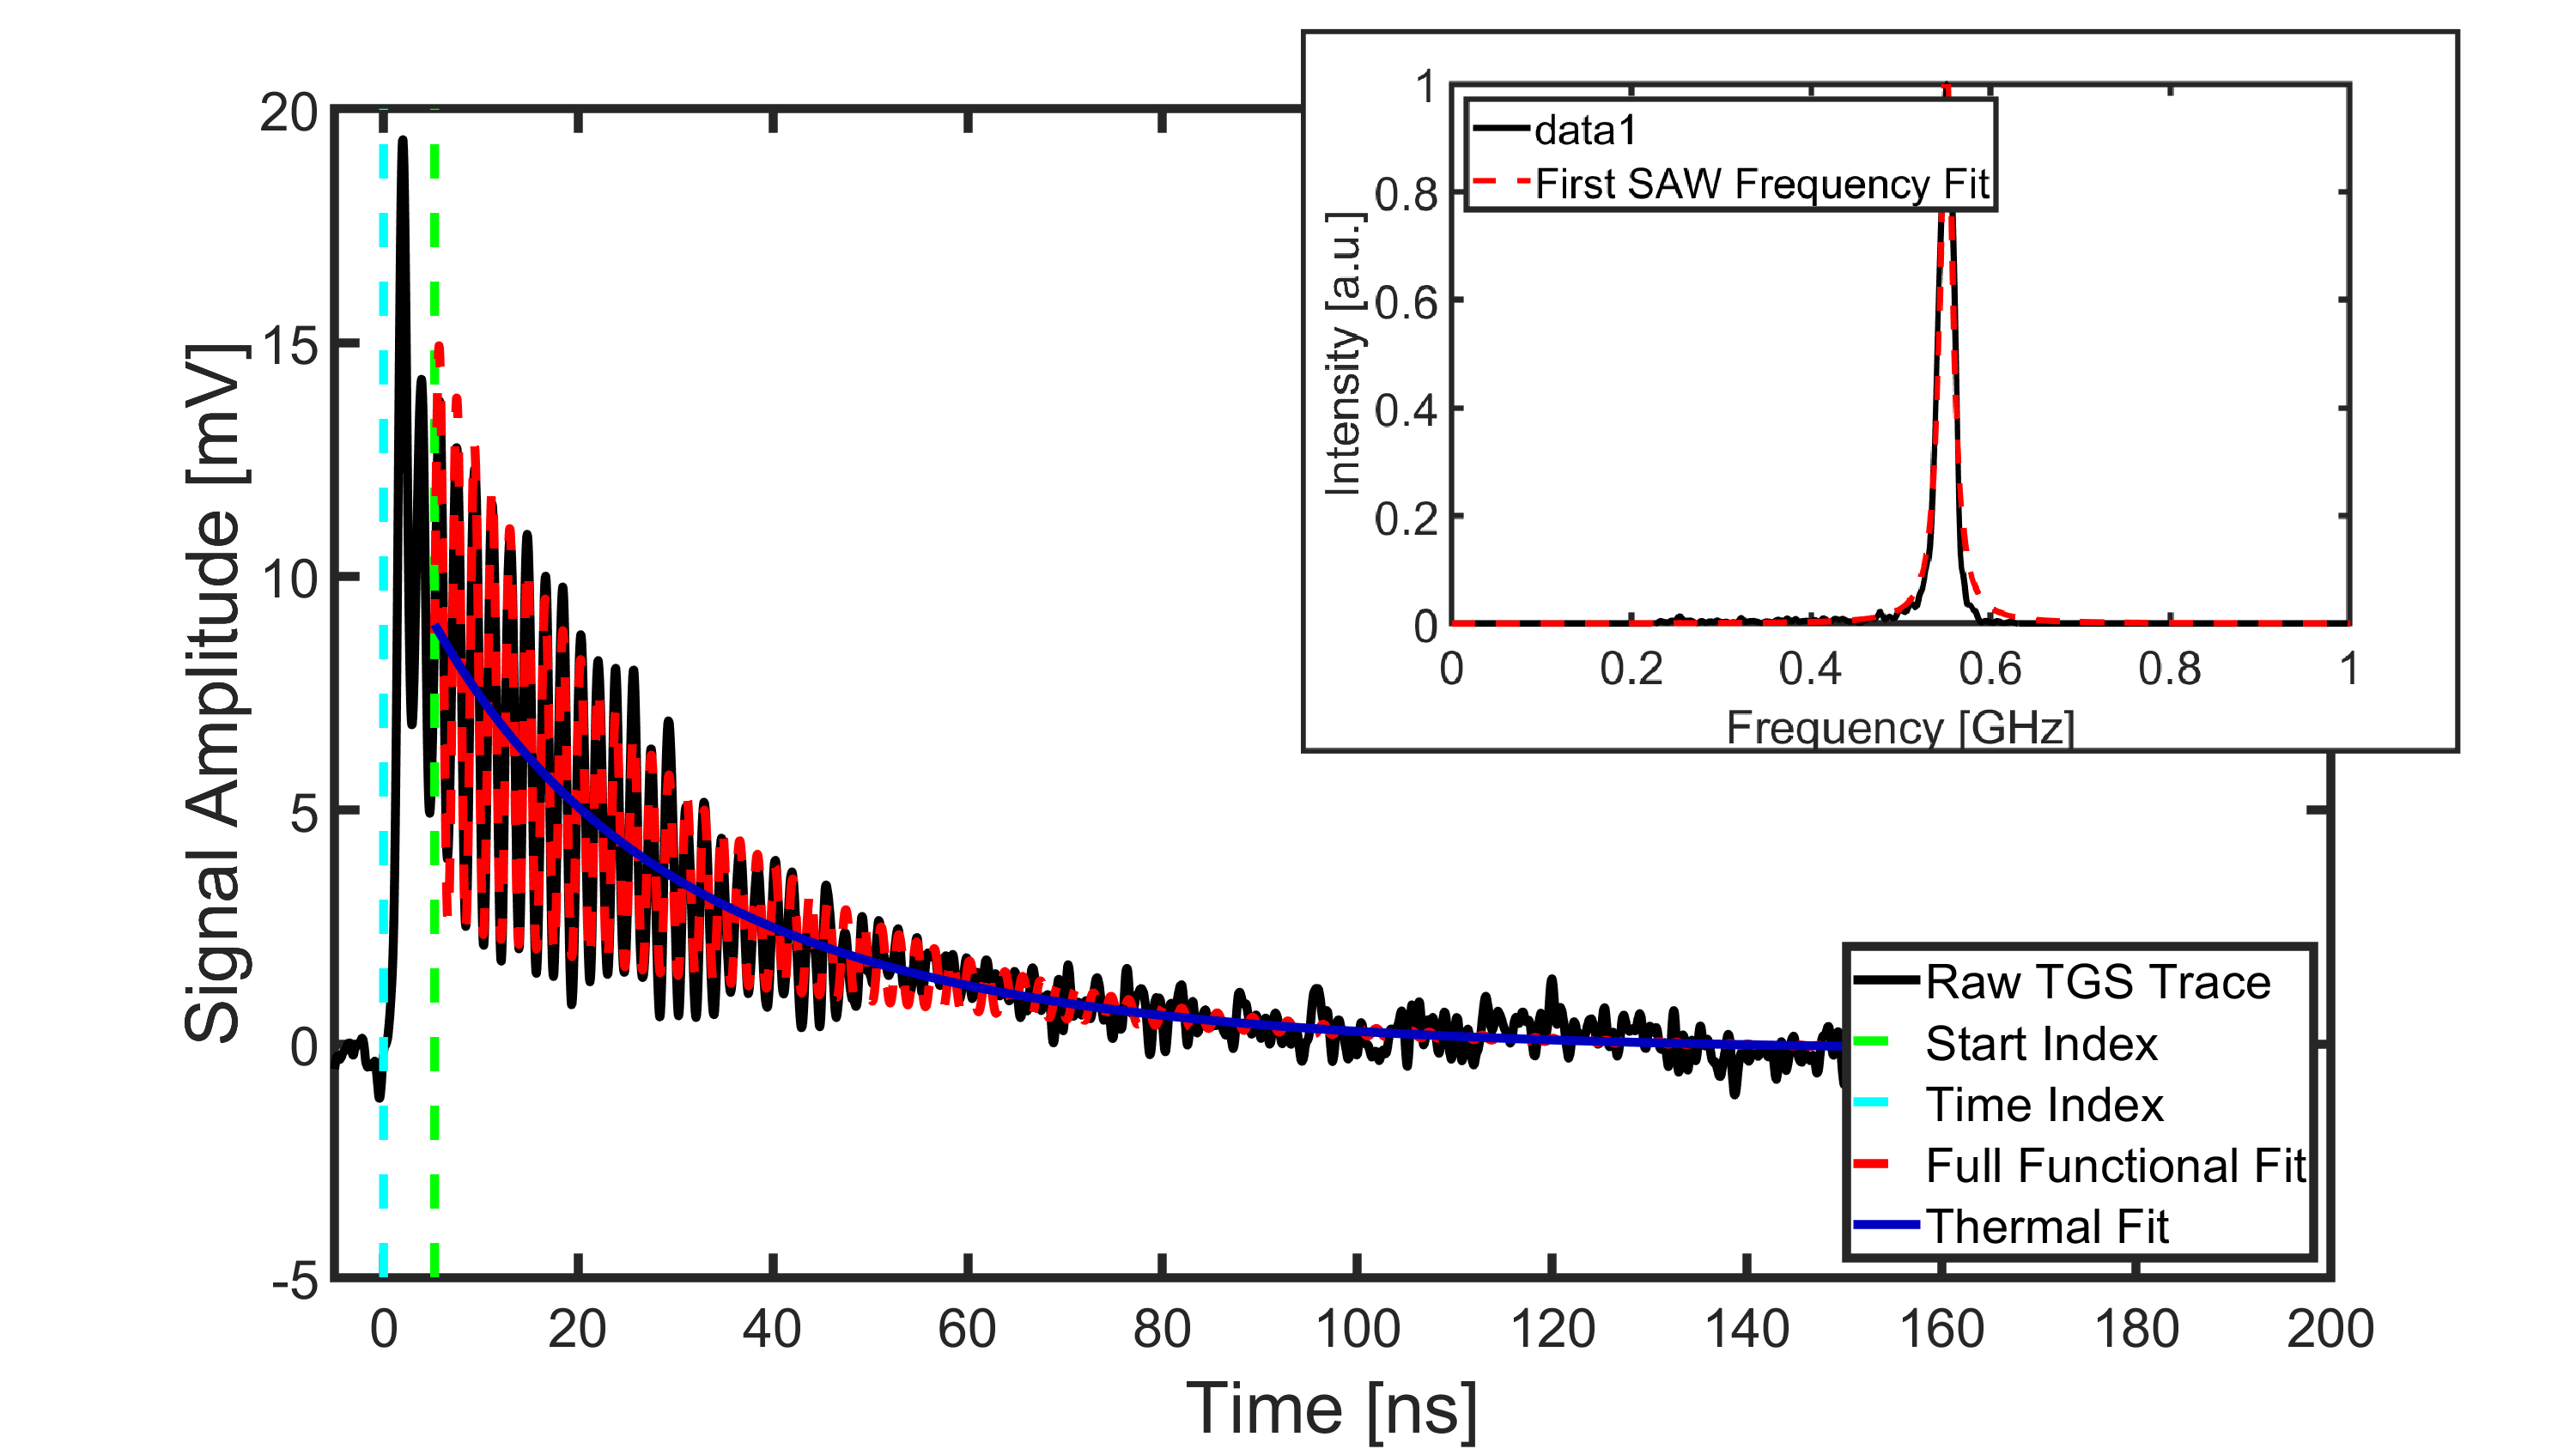 20
15
10
5
0
-5
Signal Amplitude [mV]
0
20
40
60
80
100
120
140
160
180
200
Time [ns]
1
0.8
0.6
0.4
0.2
0
Intensity [a.u.]
data1
First SAW Frequency Fit
0
0.2
0.4
0.6
0.8
1
Frequency [GHz]
Raw TGS Trace
Start Index
Time Index
Full Functional Fit
Thermal Fit